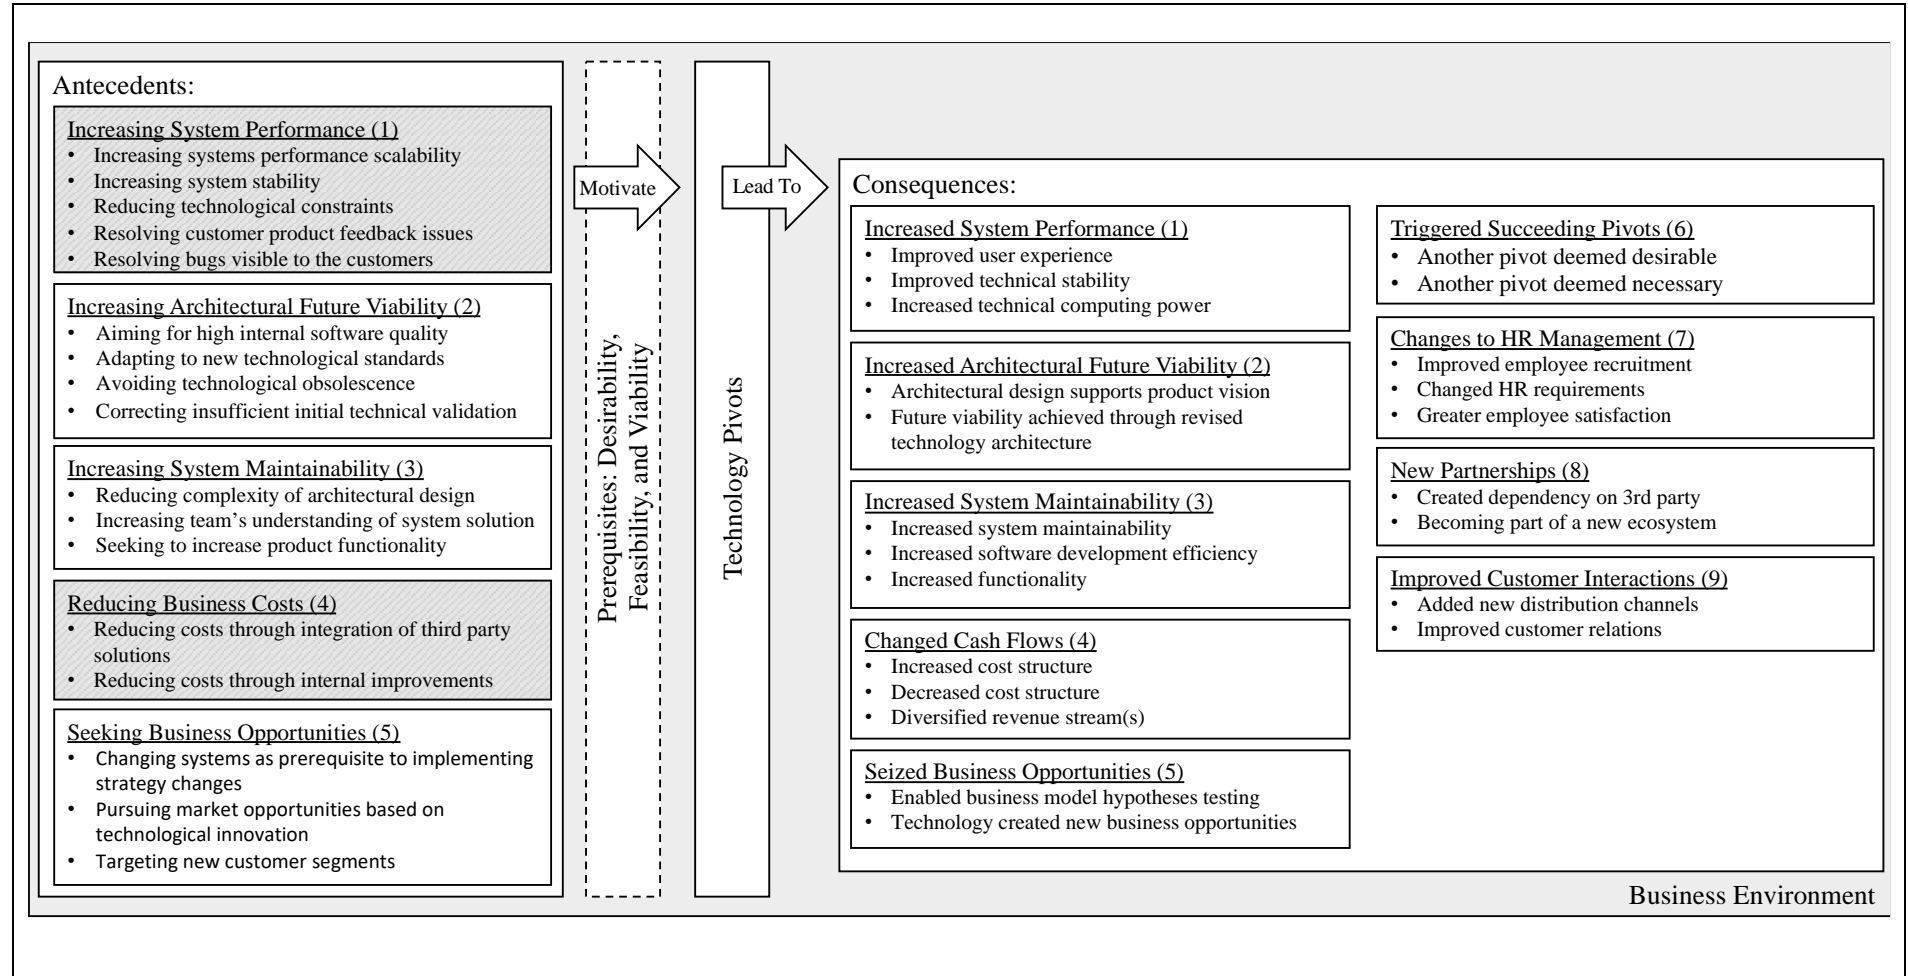 Antecedents:
Increasing System Performance (1)
• Increasing systems performance scalability
• Increasing system stability
• Reducing technological constraints
• Resolving customer product feedback issues
• Resolving bugs visible to the customers
Increasing Architectural Future Viability (2)
• Aiming for high internal software quality
• Adapting to new technological standards
• Avoiding technological obsolescence
• Correcting insufficient initial technical validation
Increasing System Maintainability (3)
• Reducing complexity of architectural design
• Increasing team’s understanding of system solution
• Seeking to increase product functionality
Reducing Business Costs (4)
• Reducing costs through integration of third party
solutions
• Reducing costs through internal improvements
Seeking Business Opportunities (5)
• Changing systems as prerequisite to implementing
strategy changes
• Pursuing market opportunities based on
technological innovation
• Targeting new customer segments
Motivate
Prerequisites: Desirability,
Feasibility, and Viability
Technology Pivots
Lead To
Consequences:
Increased System Performance (1)
• Improved user experience
• Improved technical stability
• Increased technical computing power
Increased Architectural Future Viability (2)
• Architectural design supports product vision
• Future viability achieved through revised
technology architecture
Increased System Maintainability (3)
• Increased system maintainability
• Increased software development efficiency
• Increased functionality
Changed Cash Flows (4)
• Increased cost structure
• Decreased cost structure
• Diversified revenue stream(s)
Seized Business Opportunities (5)
• Enabled business model hypotheses testing
• Technology created new business opportunities
Triggered Succeeding Pivots (6)
• Another pivot deemed desirable
• Another pivot deemed necessary
Changes to HR Management (7)
• Improved employee recruitment
• Changed HR requirements
• Greater employee satisfaction
New Partnerships (8)
• Created dependency on 3rd party
• Becoming part of a new ecosystem
Improved Customer Interactions (9)
• Added new distribution channels
• Improved customer relations
Business Environment